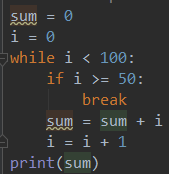 sum = 0
i = 0
while i < 100:
    if i >= 50:
        break
    sum = sum + i
    i = i + 1
print(sum)